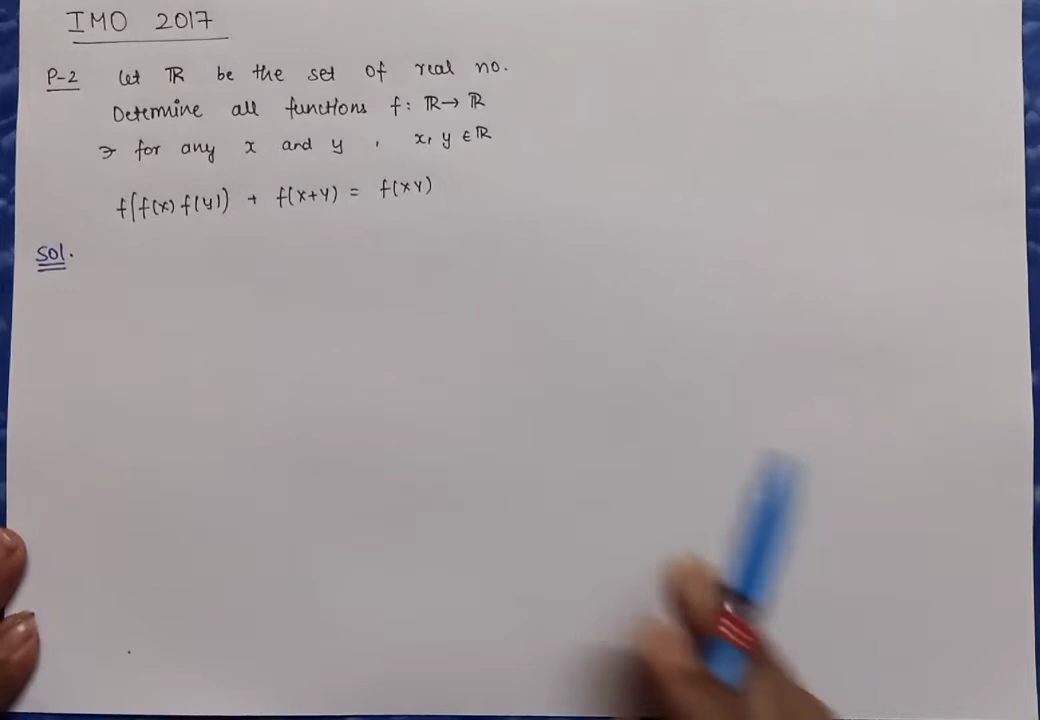 IMO 2017
P-2 Let ℝ be the set of real no.
Determine all functions f: ℝ→ ℝ
∋ for any x and y , x, y ∈ ℝ
f(f(x) f(y)) + f(x+y) = f(xy)
Sol.